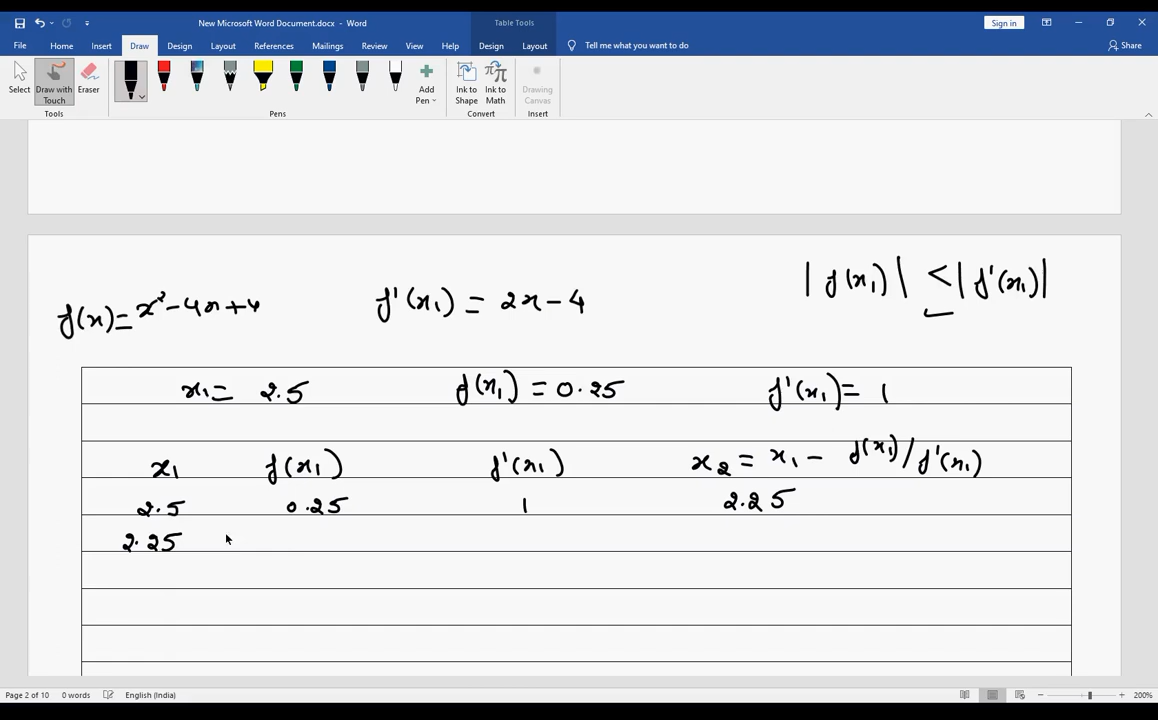 New Microsoft Word Document.docx - Word
Table Tools
Sign in
File Home Insert Draw Design Layout References Mailings Review View Help Design Layout Tell me what you want to do Share
Select Draw with Touch Eraser Add Pen Ink to Shape Ink to Math Drawing Canvas
Tools Pens Convert Insert
|f(x₁)| < |f'(x₁)|
f(x)=x²-4x+4 f'(x₁) = 2x-4
x₁= 2.5 f(x₁) = 0.25 f'(x₁)= 1
x₁ f(x₁) f'(x₁) x₂ = x₁ - f(x₁)/f'(x₁)
2.5 0.25 1 2.25
2.25
Page 2 of 10 0 words English (India) 200%